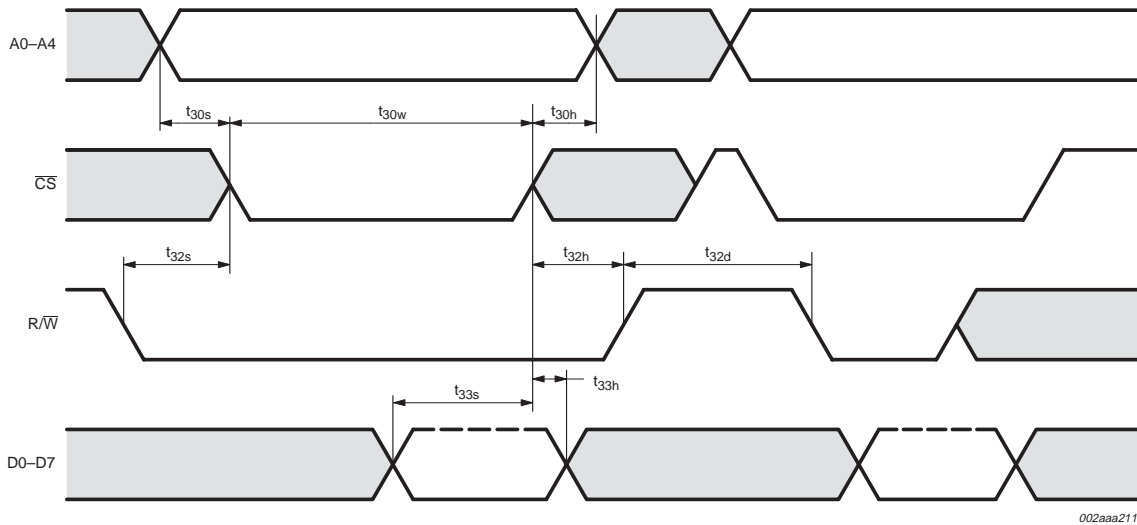 A0–A4
t30s
t30w
t30h
CS
t32s
t32h
t32d
R/W
t33s
t33h
D0–D7
002aaa211